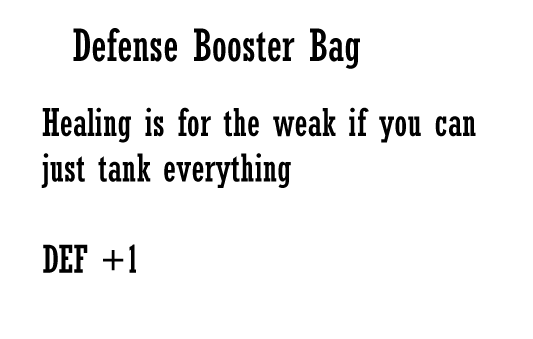 Defense Booster Bag
Healing is for the weak if you can
just tank everything
DEF +1